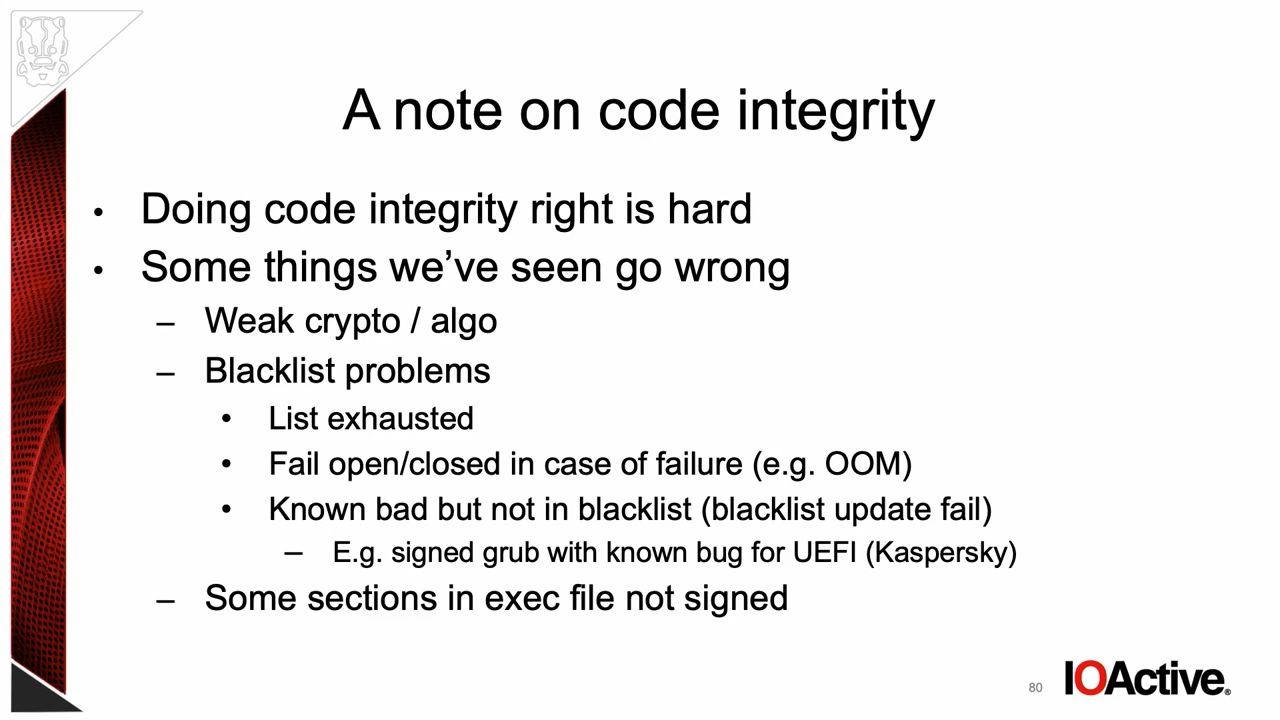 A note on code integrity
• Doing code integrity right is hard
• Some things we’ve seen go wrong
– Weak crypto / algo
– Blacklist problems
• List exhausted
• Fail open/closed in case of failure (e.g. OOM)
• Known bad but not in blacklist (blacklist update fail)
– E.g. signed grub with known bug for UEFI (Kaspersky)
– Some sections in exec file not signed
80
IOActive®